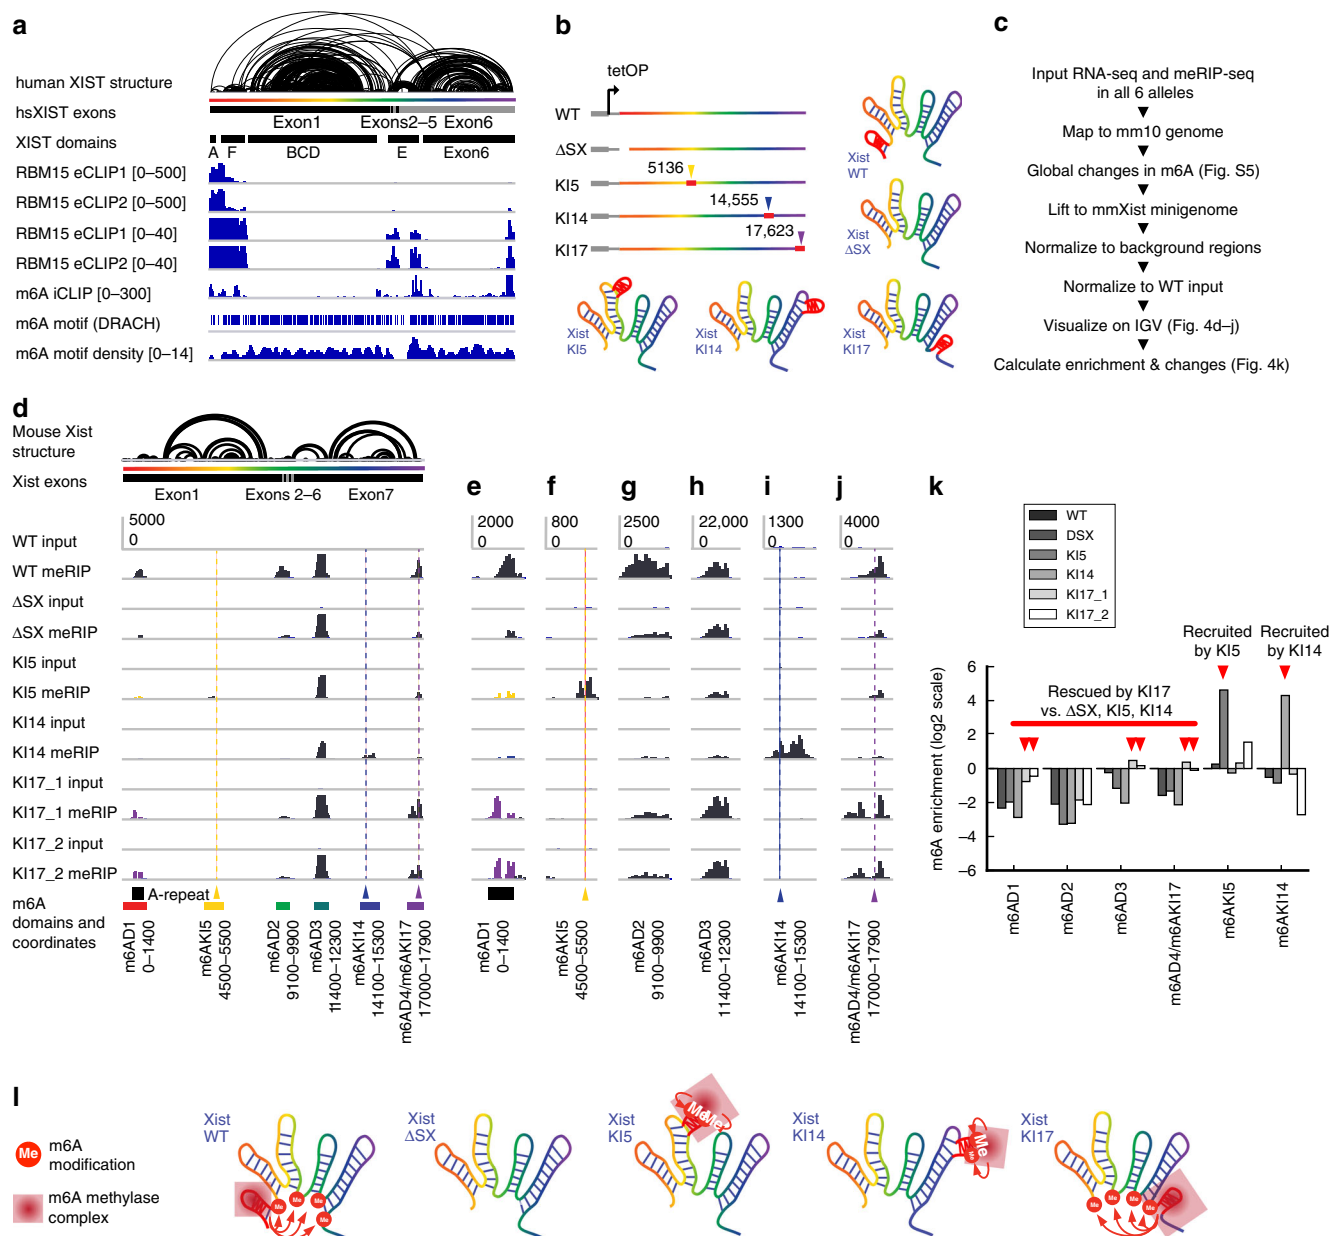 a
human XIST structure
hsXIST exons
Exon1
Exons2–5
Exon6
XIST domains
A
F
BCD
E
Exon6
RBM15 eCLIP1 [0–500]
RBM15 eCLIP2 [0–500]
RBM15 eCLIP1 [0–40]
RBM15 eCLIP2 [0–40]
m6A iCLIP [0–300]
m6A motif (DRACH)
m6A motif density [0–14]
b
tetOP
WT
ΔSX
KI5
5136
KI14
14,555
KI17
17,623
Xist
WT
Xist
ΔSX
Xist
KI5
Xist
KI14
Xist
KI17
c
Input RNA-seq and meRIP-seq
in all 6 alleles
Map to mm10 genome
Global changes in m6A (Fig. S5)
Lift to mmXist minigenome
Normalize to background regions
Normalize to WT input
Visualize on IGV (Fig. 4d–j)
Calculate enrichment & changes (Fig. 4k)
d
Mouse Xist
structure
Xist exons
Exon1
Exons 2–6
Exon7
5000
0
WT input
WT meRIP
ΔSX input
ΔSX meRIP
KI5 input
KI5 meRIP
KI14 input
KI14 meRIP
KI17_1 input
KI17_1 meRIP
KI17_2 input
KI17_2 meRIP
A-repeat
m6A
domains and
coordinates
m6AD1
0–1400
m6AKI5
4500–5500
m6AD2
9100–9900
m6AD3
11400–12300
m6AKI14
14100–15300
m6AD4/m6AKI17
17000–17900
e
2000
0
m6AD1
0–1400
f
800
0
m6AKI5
4500–5500
g
2500
0
m6AD2
9100–9900
h
22,000
0
m6AD3
11400–12300
i
1300
0
m6AKI14
14100–15300
j
4000
0
m6AD4/m6AKI17
17000–17900
k
WT
DSX
KI5
KI14
KI17_1
KI17_2
Recruited
by KI5
Recruited
by KI14
Rescued by KI17
vs. ΔSX, KI5, KI14
m6A enrichment (log2 scale)
6
4
2
0
−2
−4
−6
m6AD1
m6AD2
m6AD3
m6AD4/m6AKI17
m6AKI5
m6AKI14
l
Me
m6A
modification
m6A methylase
complex
Xist
WT
Me
Me
Me
Me
Xist
ΔSX
Xist
KI5
Me
Me
Xist
KI14
Me
Me
Xist
KI17
Me
Me
Me
Me